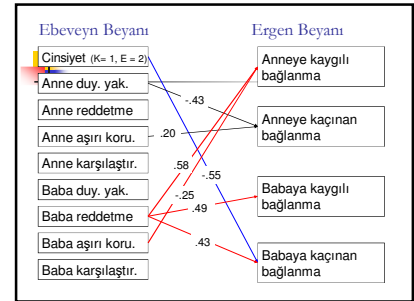 Ebeveyn Beyanı
Ergen Beyanı
Cinsiyet (K= 1, E = 2)
Anne duy. yak.
Anne reddetme
Anne aşırı koru.
Anne karşılaştır.
Baba duy. yak.
Baba reddetme
Baba aşırı koru.
Baba karşılaştır.
-.43
.20
.58
-.55
-.25
.49
.43
Anneye kaygılı
bağlanma
Anneye kaçınan
bağlanma
Babaya kaygılı
bağlanma
Babaya kaçınan
bağlanma